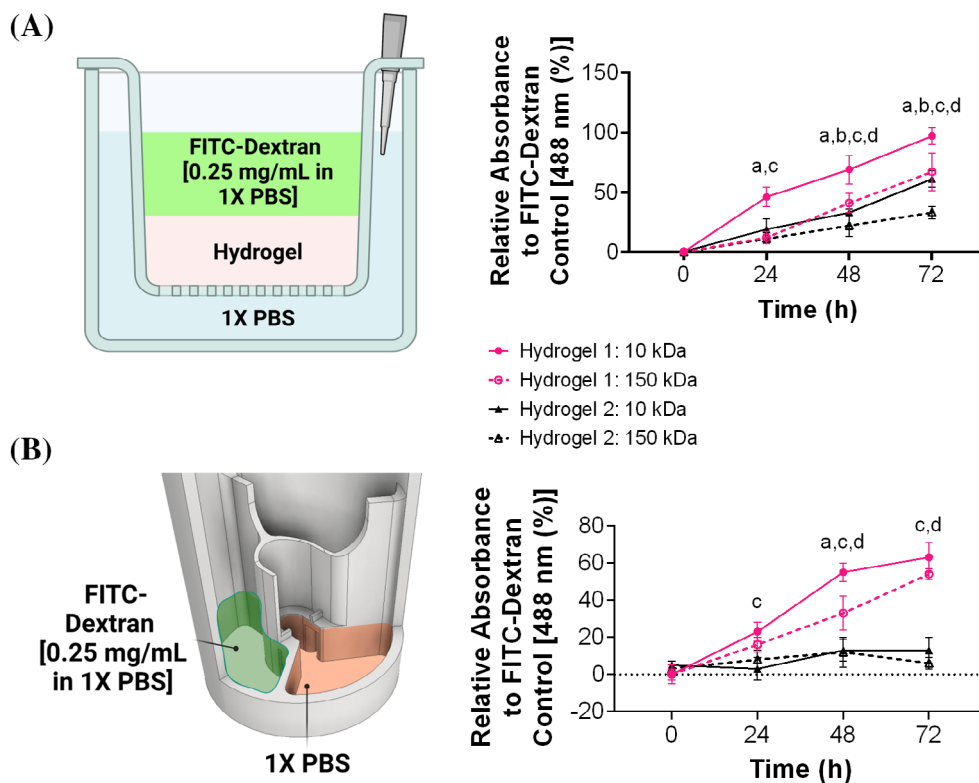 (A)
FITC-Dextran
[0.25 mg/mL in
1X PBS]
Hydrogel
1X PBS
Relative Absorbance
to FITC-Dextran
Control [488 nm (%)]
150
100
50
0
a,c
a,b,c,d
a,b,c,d
0
24
48
72
Time (h)
Hydrogel 1: 10 kDa
Hydrogel 1: 150 kDa
Hydrogel 2: 10 kDa
Hydrogel 2: 150 kDa
(B)
FITC-
Dextran
[0.25 mg/mL
in 1X PBS]
1X PBS
Relative Absorbance
to FITC-Dextran
Control [488 nm (%)]
80
60
40
20
0
-20
c
a,c,d
c,d
0
24
48
72
Time (h)